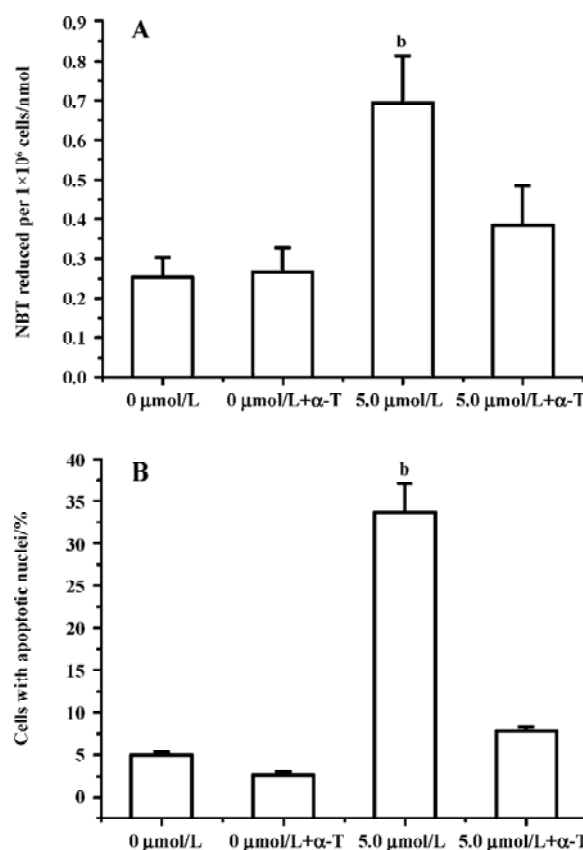 A
b
0.9
0.8
0.7
0.6
0.5
0.4
0.3
0.2
0.1
0.0
NBT reduced per 1×10⁶ cells/nmol
0 μmol/L 0 μmol/L+α-T 5.0 μmol/L 5.0 μmol/L+α-T
B
b
40
35
30
25
20
15
10
5
0
Cells with apoptotic nuclei/%
0 μmol/L 0 μmol/L+α-T 5.0 μmol/L 5.0 μmol/L+α-T